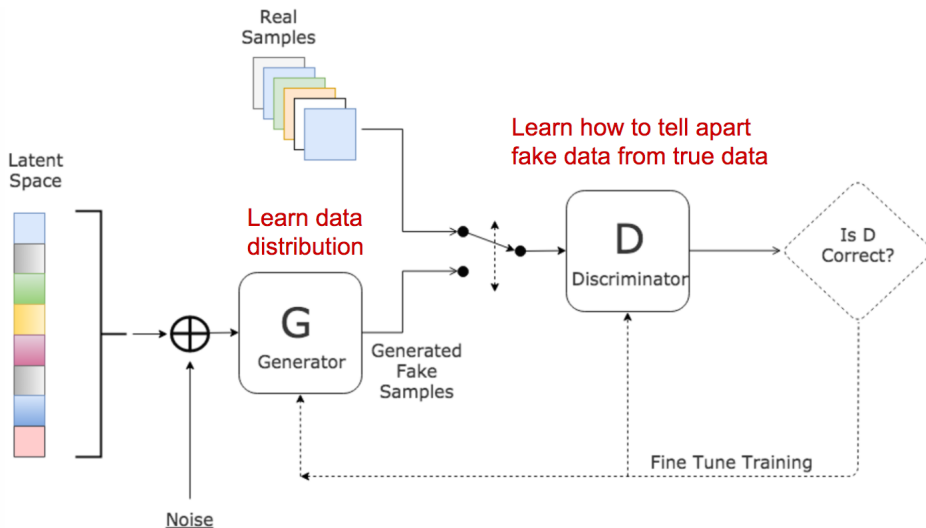 Real
Samples
Learn how to tell apart
fake data from true data
Latent
Space
Learn data
distribution
D
Discriminator
Is D
Correct?
G
Generator
Generated
Fake
Samples
Fine Tune Training
Noise